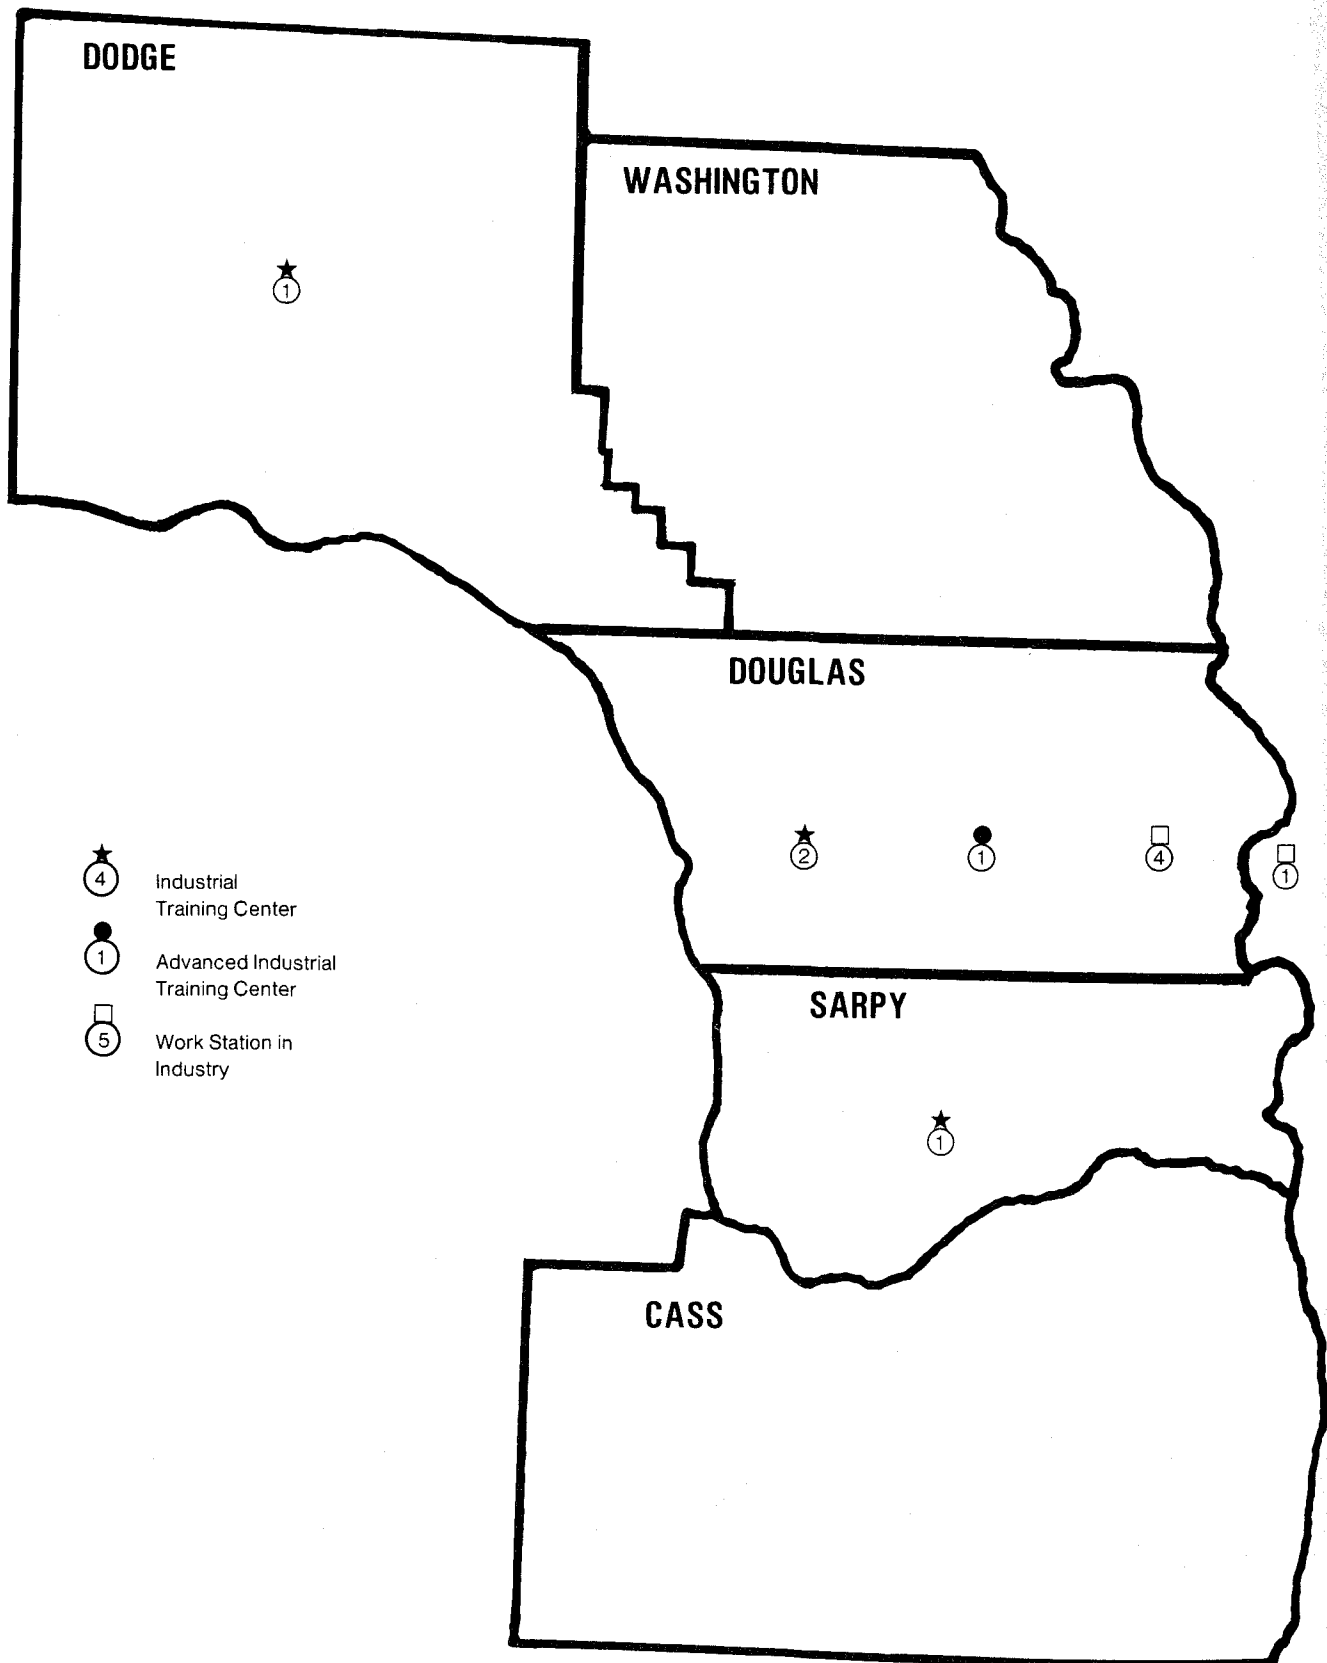 DODGE
WASHINGTON
1
DOUGLAS
2
1
4
1
4
Industrial
Training Center
1
Advanced Industrial
Training Center
5
Work Station in
Industry
SARPY
1
CASS